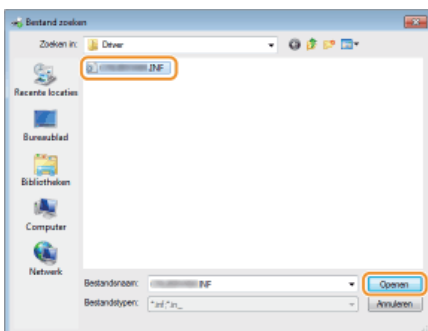 Bestand zoeken
Zoeken in: Driver
.INF
Recente locaties
Bureaublad
Bibliotheken
Computer
Netwerk
Bestandsnaam: .INF Openen
Bestandstypen: *.inf;*.in_ Annuleren